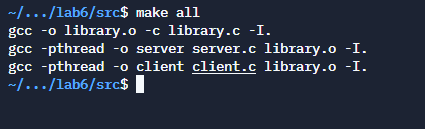 ~/.../lab6/src$ make all
gcc -o library.o -c library.c -I.
gcc -pthread -o server server.c library.o -I.
gcc -pthread -o client client.c library.o -I.
~/.../lab6/src$